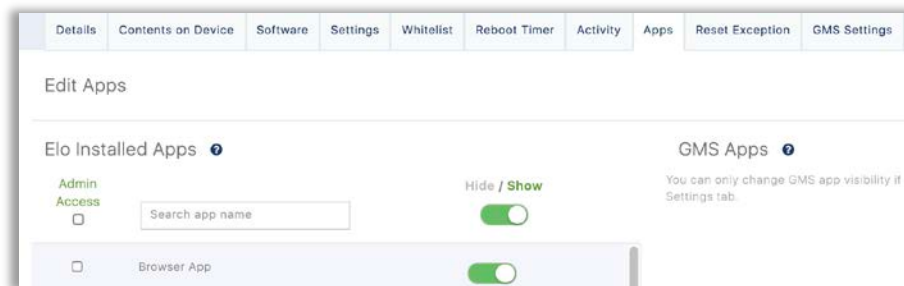 Details Contents on Device Software Settings Whitelist Reboot Timer Activity Apps Reset Exception GMS Settings
Edit Apps
Elo Installed Apps ?
GMS Apps ?
Admin
Access
Search app name
Hide / Show
You can only change GMS app visibility if
Settings tab.
Browser App